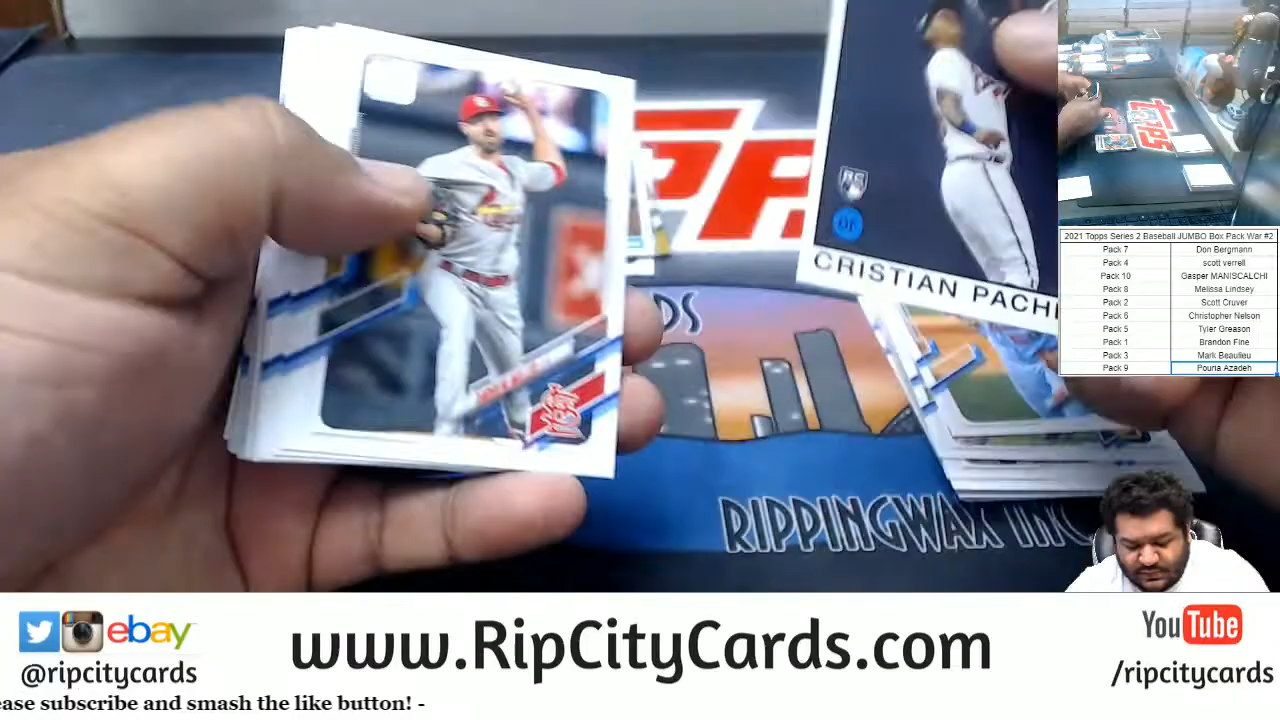 RC
OF
CRISTIAN PACH
RIPPINGWAX INC
2021 Topps Series 2 Baseball JUMBO Box Pack War #2
Pack 7 Don Bergmann
Pack 4 scott verrell
Pack 10 Gasper MANISCALCHI
Pack 8 Melissa Lindsey
Pack 2 Scott Cruver
Pack 6 Christopher Nelson
Pack 5 Tyler Greason
Pack 1 Brandon Fine
Pack 3 Mark Beaulieu
Pack 9 Pouria Azadeh
ebay
@ripcitycards
www.RipCityCards.com
YouTube
/ripcitycards
ease subscribe and smash the like button! -